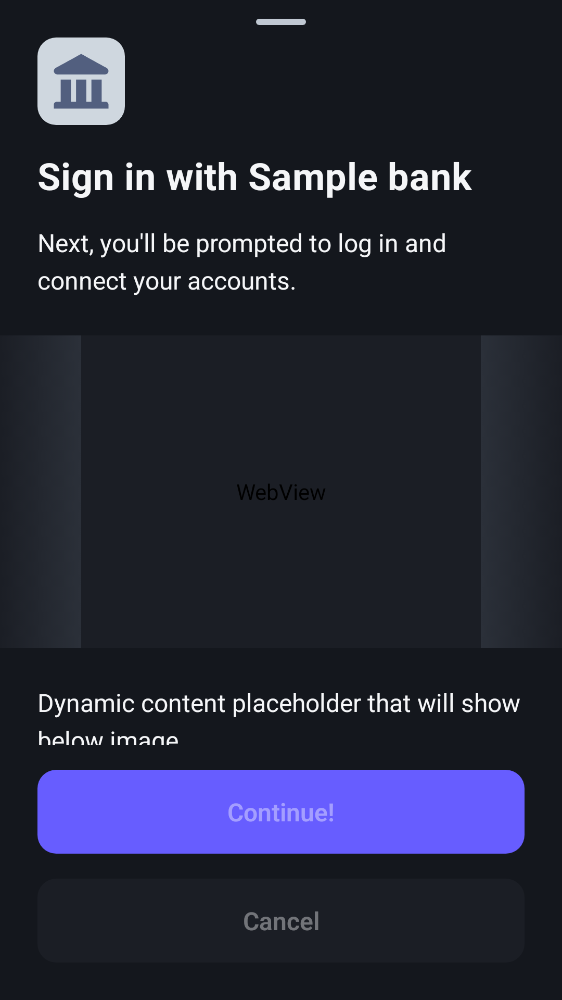 Sign in with Sample bank
Next, you'll be prompted to log in and
connect your accounts.
WebView
Dynamic content placeholder that will show
below image
Continue!
Cancel